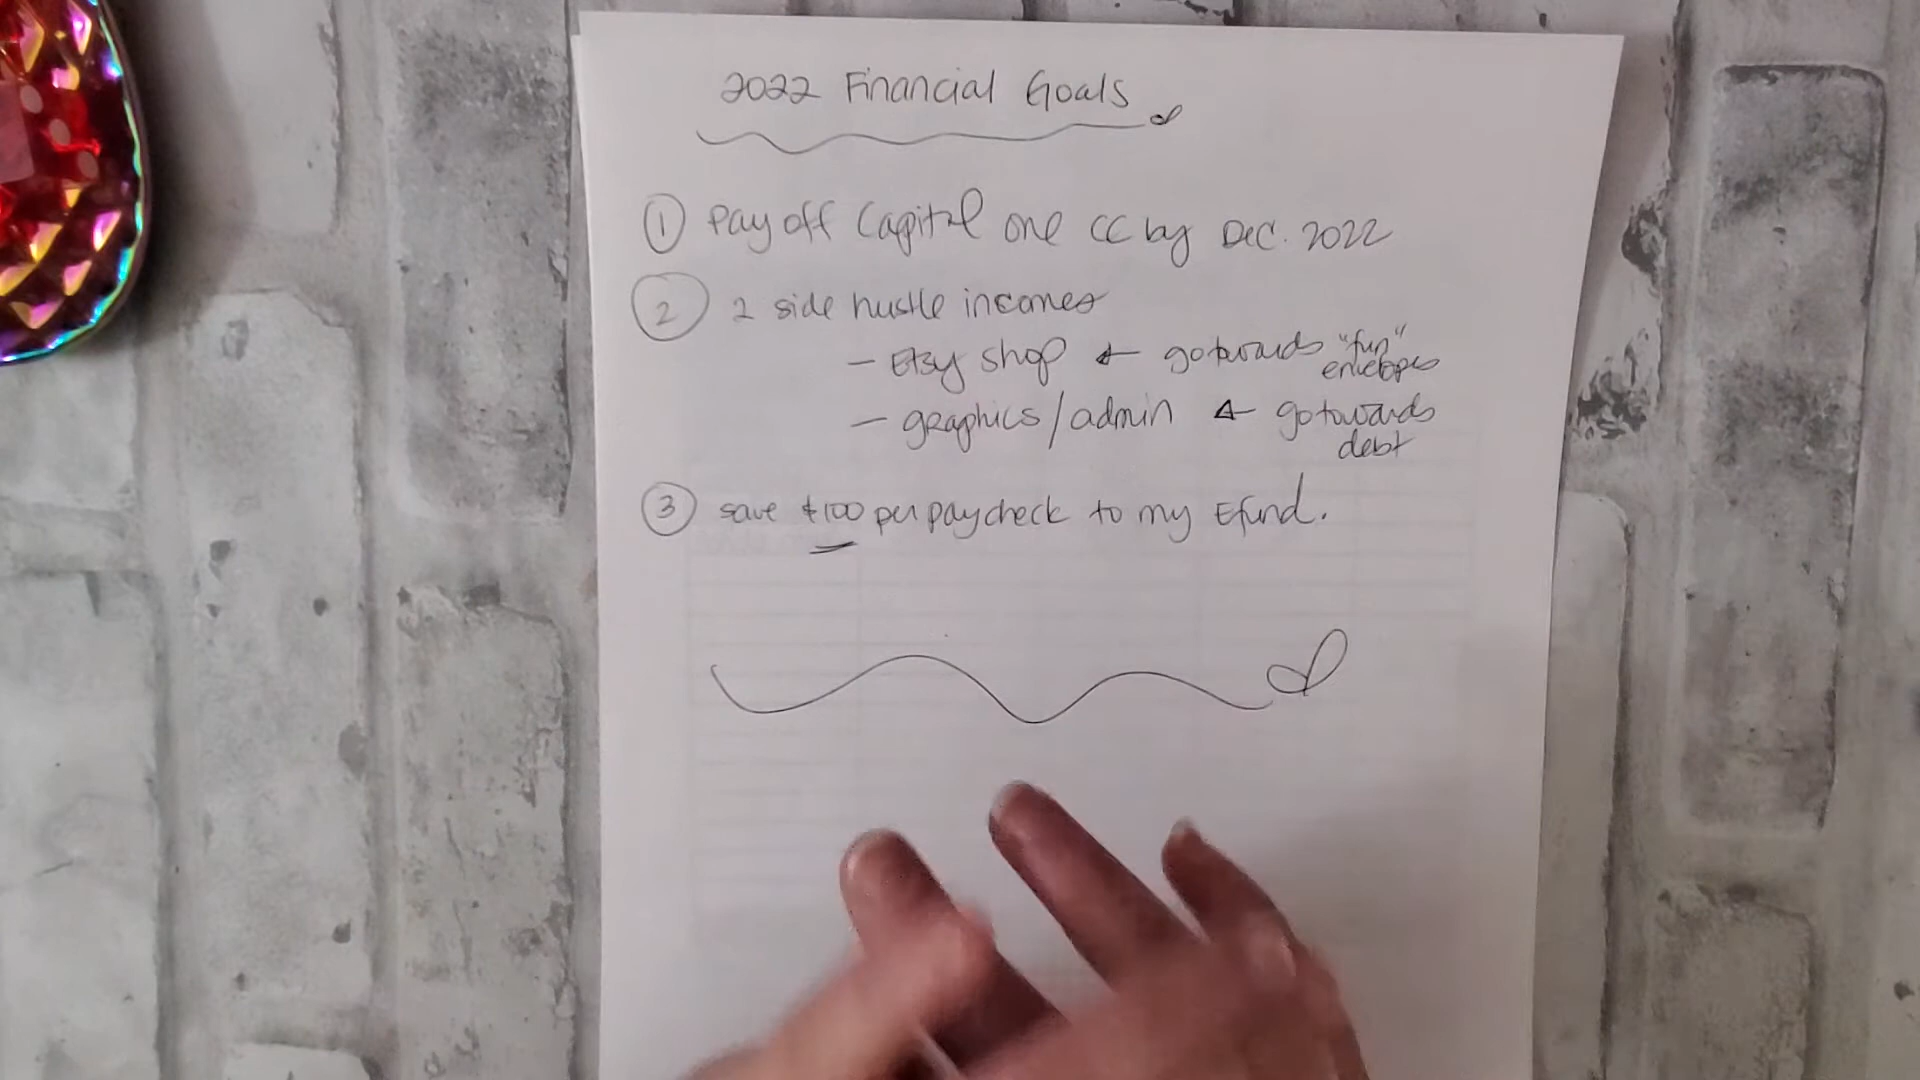 2022 Financial Goals
① Pay off Capital one CC by Dec. 2022
② 2 side hustle incomes
- Etsy shop ← go towards "fun"
envelopes
- graphics/admin ← go towards
debt
③ save $100 per paycheck to my Efund.